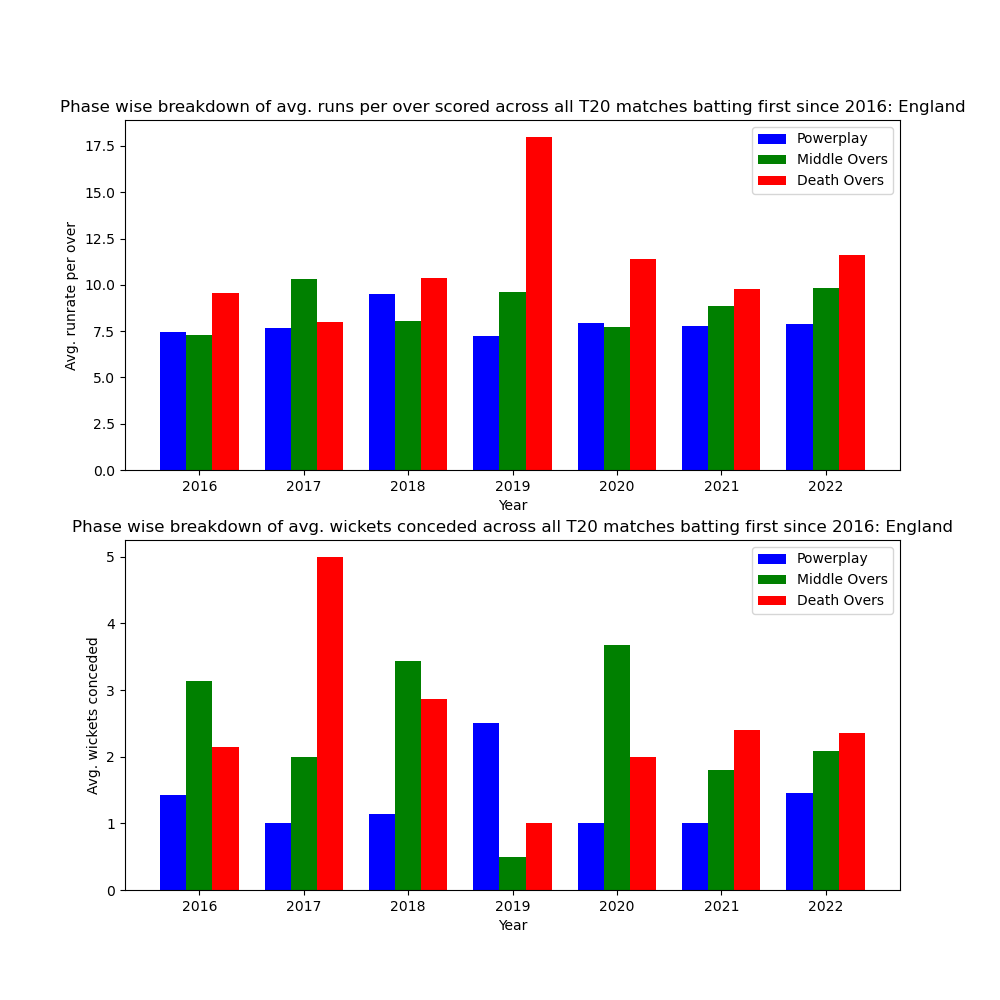 Phase wise breakdown of avg. runs per over scored across all T20 matches batting first since 2016: England
17.5
15.0
12.5
10.0
7.5
5.0
2.5
0.0
Avg. runrate per over
Powerplay
Middle Overs
Death Overs
2016 2017 2018 2019 2020 2021 2022
Year
Phase wise breakdown of avg. wickets conceded across all T20 matches batting first since 2016: England
5
4
3
2
1
0
Avg. wickets conceded
Powerplay
Middle Overs
Death Overs
2016 2017 2018 2019 2020 2021 2022
Year